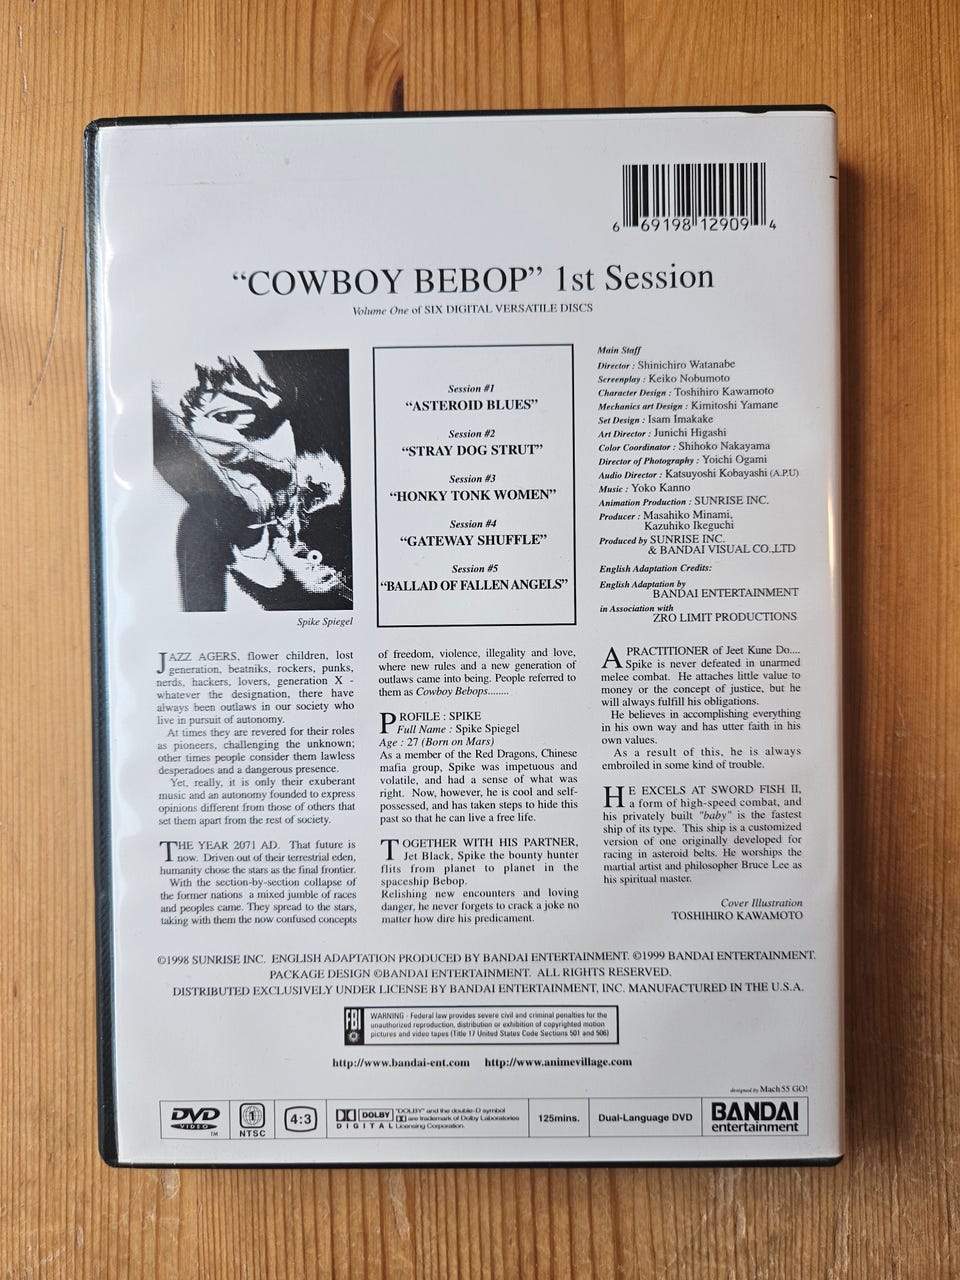 6 69198 12909 4
“COWBOY BEBOP” 1st Session
Volume One of SIX DIGITAL VERSATILE DISCS
Spike Spiegel
Session #1
“ASTEROID BLUES”
Session #2
“STRAY DOG STRUT”
Session #3
“HONKY TONK WOMEN”
Session #4
“GATEWAY SHUFFLE”
Session #5
“BALLAD OF FALLEN ANGELS”
Main Staff
Director : Shinichiro Watanabe
Screenplay : Keiko Nobumoto
Character Design : Toshihiro Kawamoto
Mechanics art Design : Kimitoshi Yamane
Set Design : Isam Imakake
Art Director : Junichi Higashi
Color Coordinator : Shihoko Nakayama
Director of Photography : Yoichi Ogami
Audio Director : Katsuyoshi Kobayashi (A.P.U)
Music : Yoko Kanno
Animation Production : SUNRISE INC.
Producer : Masahiko Minami,
Kazuhiko Ikeguchi
Produced by SUNRISE INC.
& BANDAI VISUAL CO.,LTD
English Adaptation Credits:
English Adaptation by
BANDAI ENTERTAINMENT
in Association with
ZRO LIMIT PRODUCTIONS
JAZZ AGERS, flower children, lost
generation, beatniks, rockers, punks,
nerds, hackers, lovers, generation X -
whatever the designation, there have
always been outlaws in our society who
live in pursuit of autonomy.
At times they are revered for their roles
as pioneers, challenging the unknown;
other times people consider them lawless
desperadoes and a dangerous presence.
Yet, really, it is only their exuberant
music and an autonomy founded to express
opinions different from those of others that
set them apart from the rest of society.
THE YEAR 2071 AD. That future is
now. Driven out of their terrestrial eden,
humanity chose the stars as the final frontier.
With the section-by-section collapse of
the former nations a mixed jumble of races
and peoples came. They spread to the stars,
taking with them the now confused concepts
of freedom, violence, illegality and love,
where new rules and a new generation of
outlaws came into being. People referred to
them as Cowboy Bebops........
PROFILE : SPIKE
Full Name : Spike Spiegel
Age : 27 (Born on Mars)
As a member of the Red Dragons, Chinese
mafia group, Spike was impetuous and
volatile, and had a sense of what was
right. Now, however, he is cool and self-
possessed, and has taken steps to hide this
past so that he can live a free life.
TOGETHER WITH HIS PARTNER,
Jet Black, Spike the bounty hunter
flits from planet to planet in the
spaceship Bebop.
Relishing new encounters and loving
danger, he never forgets to crack a joke no
matter how dire his predicament.
A PRACTITIONER of Jeet Kune Do....
Spike is never defeated in unarmed
melee combat. He attaches little value to
money or the concept of justice, but he
will always fulfill his obligations.
He believes in accomplishing everything
in his own way and has utter faith in his
own values.
As a result of this, he is always
embroiled in some kind of trouble.
HE EXCELS AT SWORD FISH II,
a form of high-speed combat, and
his privately built "baby" is the fastest
ship of its type. This ship is a customized
version of one originally developed for
racing in asteroid belts. He worships the
martial artist and philosopher Bruce Lee as
his spiritual master.
Cover Illustration
TOSHIHIRO KAWAMOTO
©1998 SUNRISE INC. ENGLISH ADAPTATION PRODUCED BY BANDAI ENTERTAINMENT. ©1999 BANDAI ENTERTAINMENT.
PACKAGE DESIGN ©BANDAI ENTERTAINMENT. ALL RIGHTS RESERVED.
DISTRIBUTED EXCLUSIVELY UNDER LICENSE BY BANDAI ENTERTAINMENT, INC. MANUFACTURED IN THE U.S.A.
FBI
WARNING - Federal law provides severe civil and criminal penalties for the
unauthorized reproduction, distribution or exhibition of copyrighted motion
pictures and video tapes (Title 17 United States Code Sections 501 and 506)
http://www.bandai-ent.com http://www.animevillage.com
designed by Mach55 GO!
DVD
VIDEO
TM
1
NTSC
4:3
DOLBY
DIGITAL
"DOLBY" and the double-D symbol
are trademark of Dolby Laboratories
Licensing Corporation.
125mins.
Dual-Language DVD
BANDAI
entertainment